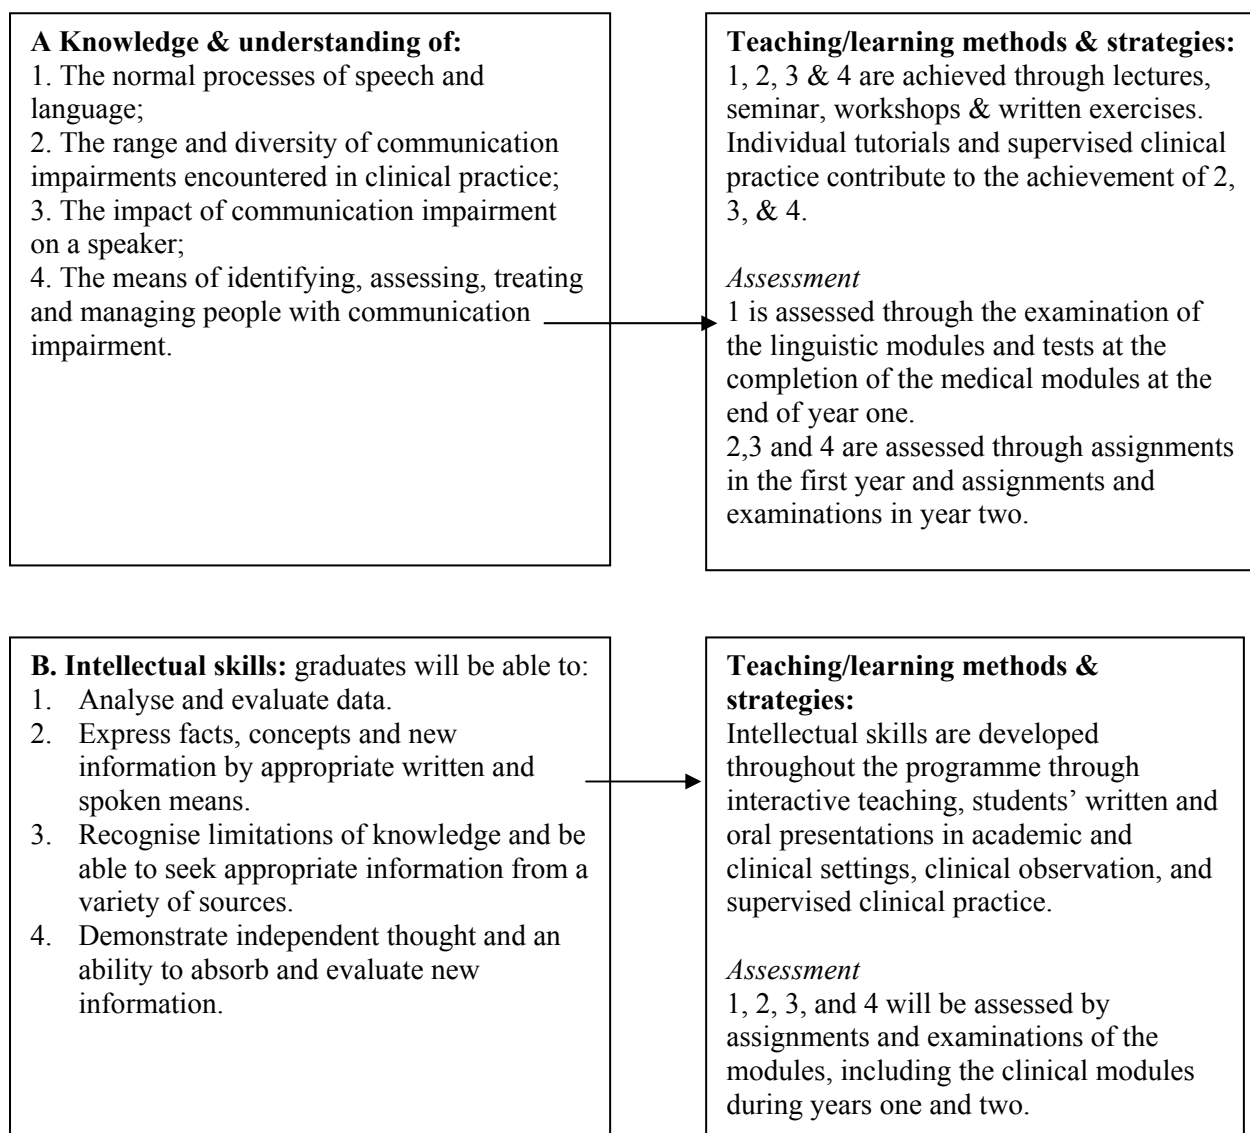 A Knowledge & understanding of:
1. The normal processes of speech and
language;
2. The range and diversity of communication
impairments encountered in clinical practice;
3. The impact of communication impairment
on a speaker;
4. The means of identifying, assessing, treating
and managing people with communication
impairment.
Teaching/learning methods & strategies:
1, 2, 3 & 4 are achieved through lectures,
seminar, workshops & written exercises.
Individual tutorials and supervised clinical
practice contribute to the achievement of 2,
3, & 4.
Assessment
1 is assessed through the examination of
the linguistic modules and tests at the
completion of the medical modules at the
end of year one.
2,3 and 4 are assessed through assignments
in the first year and assignments and
examinations in year two.
B. Intellectual skills: graduates will be able to:
1. Analyse and evaluate data.
2. Express facts, concepts and new
information by appropriate written and
spoken means.
3. Recognise limitations of knowledge and be
able to seek appropriate information from a
variety of sources.
4. Demonstrate independent thought and an
ability to absorb and evaluate new
information.
Teaching/learning methods &
strategies:
Intellectual skills are developed
throughout the programme through
interactive teaching, students’ written and
oral presentations in academic and
clinical settings, clinical observation, and
supervised clinical practice.
Assessment
1, 2, 3, and 4 will be assessed by
assignments and examinations of the
modules, including the clinical modules
during years one and two.